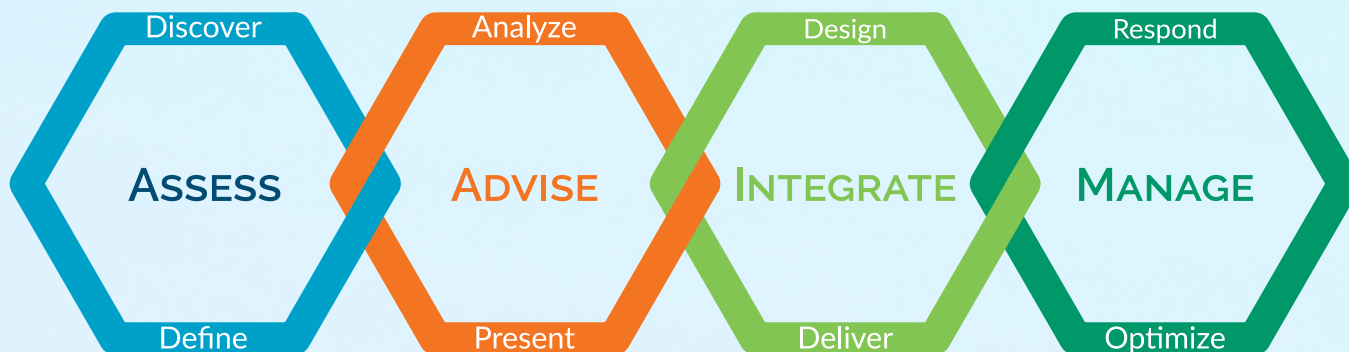 Discover
Analyze
Design
Respond
ASSESS
ADVISE
INTEGRATE
MANAGE
Define
Present
Deliver
Optimize